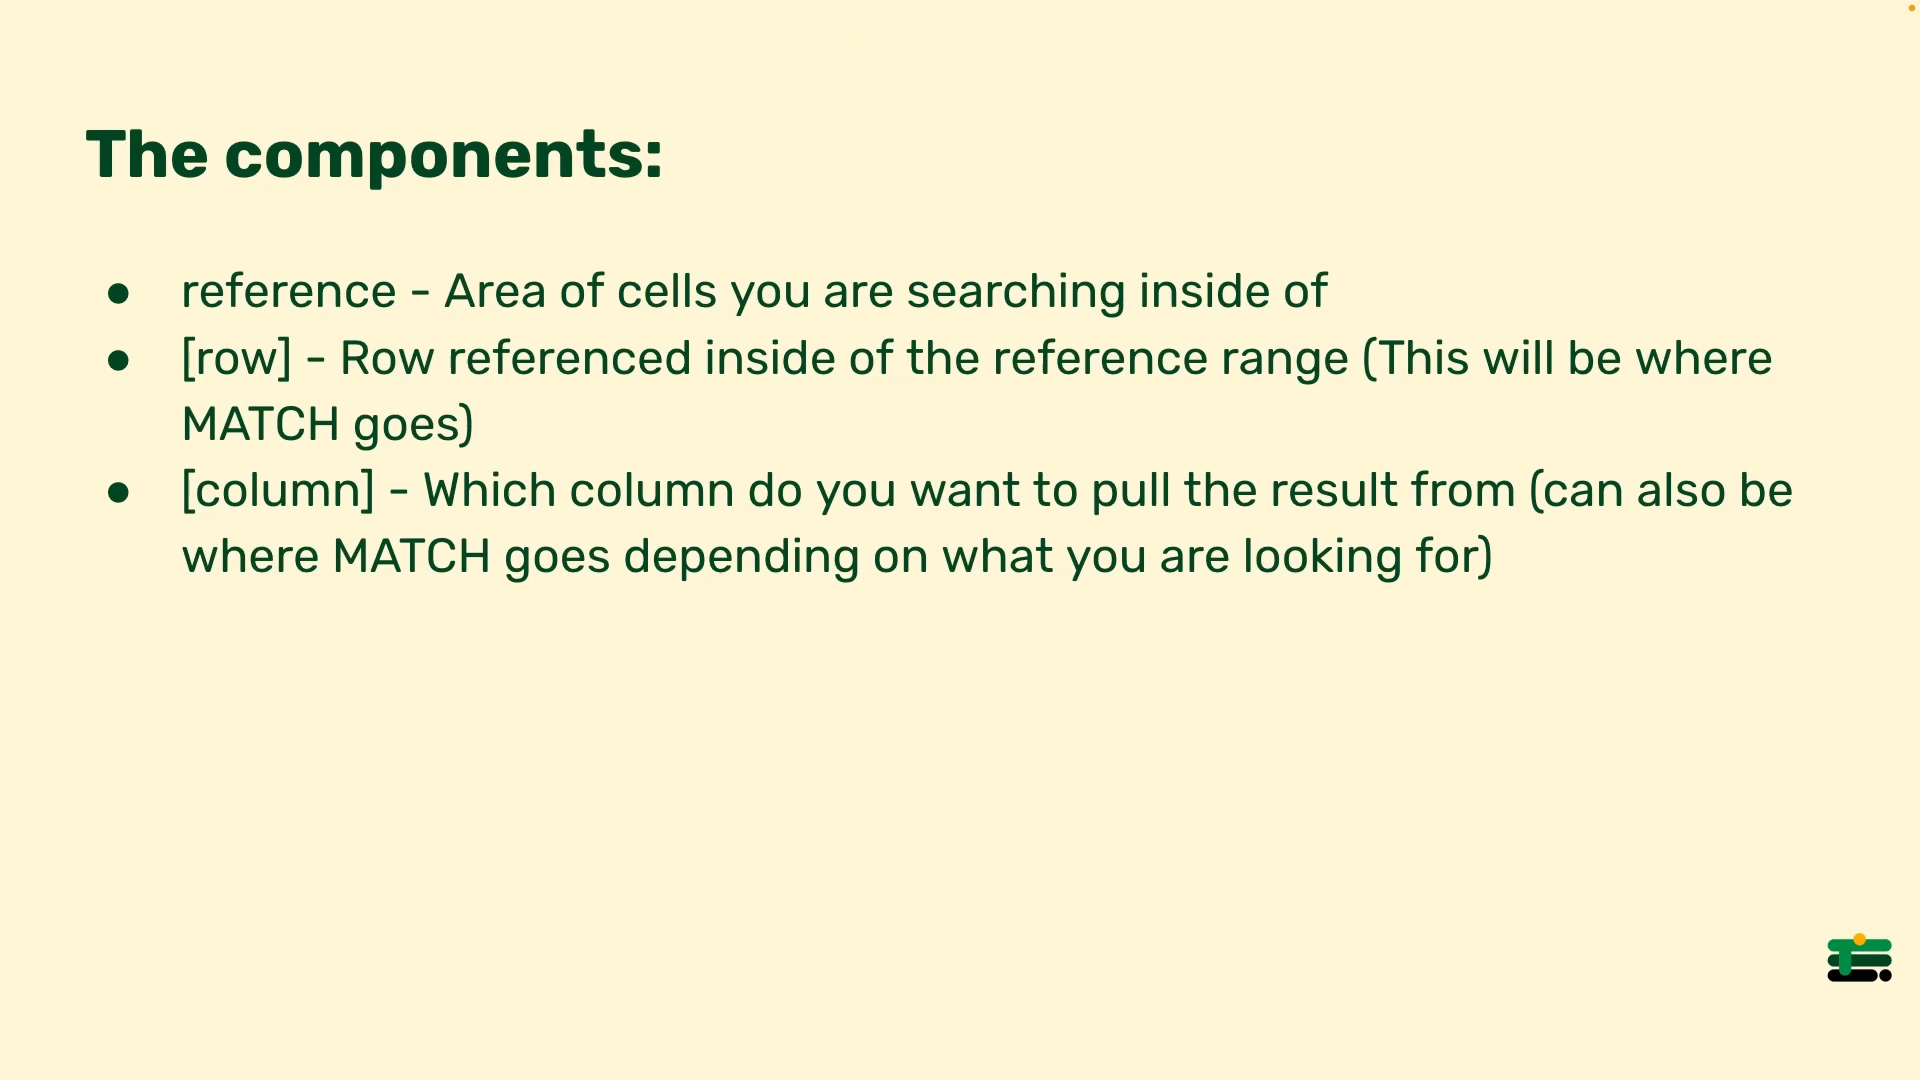 The components:
● reference - Area of cells you are searching inside of
● [row] - Row referenced inside of the reference range (This will be where
MATCH goes)
● [column] - Which column do you want to pull the result from (can also be
where MATCH goes depending on what you are looking for)